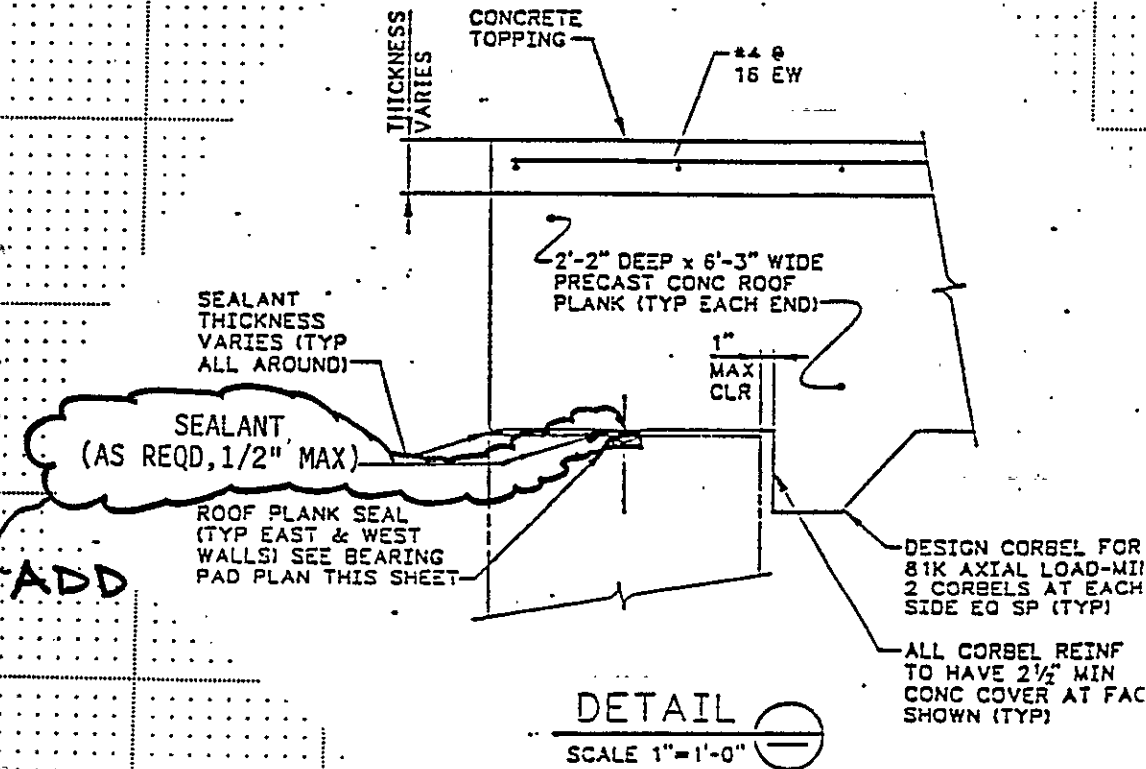 CONCRETE
TOPPING
#4 @
16 EW
THICKNESS
VARIES
2'-2" DEEP x 6'-3" WIDE
PRECAST CONC ROOF
PLANK (TYP EACH END)
SEALANT
THICKNESS
VARIES (TYP
ALL AROUND)
1"
MAX
CLR
SEALANT
(AS REQD, 1/2" MAX)
ROOF PLANK SEAL
(TYP EAST & WEST
WALLS) SEE BEARING
PAD PLAN THIS SHEET
ADD
DESIGN CORBEL FOR
81K AXIAL LOAD-MI
2 CORBELS AT EACH
SIDE EQ SP (TYP)
ALL CORBEL REINF
TO HAVE 2½" MIN
CONC COVER AT FAC
SHOWN (TYP)
DETAIL
SCALE 1"=1'-0"